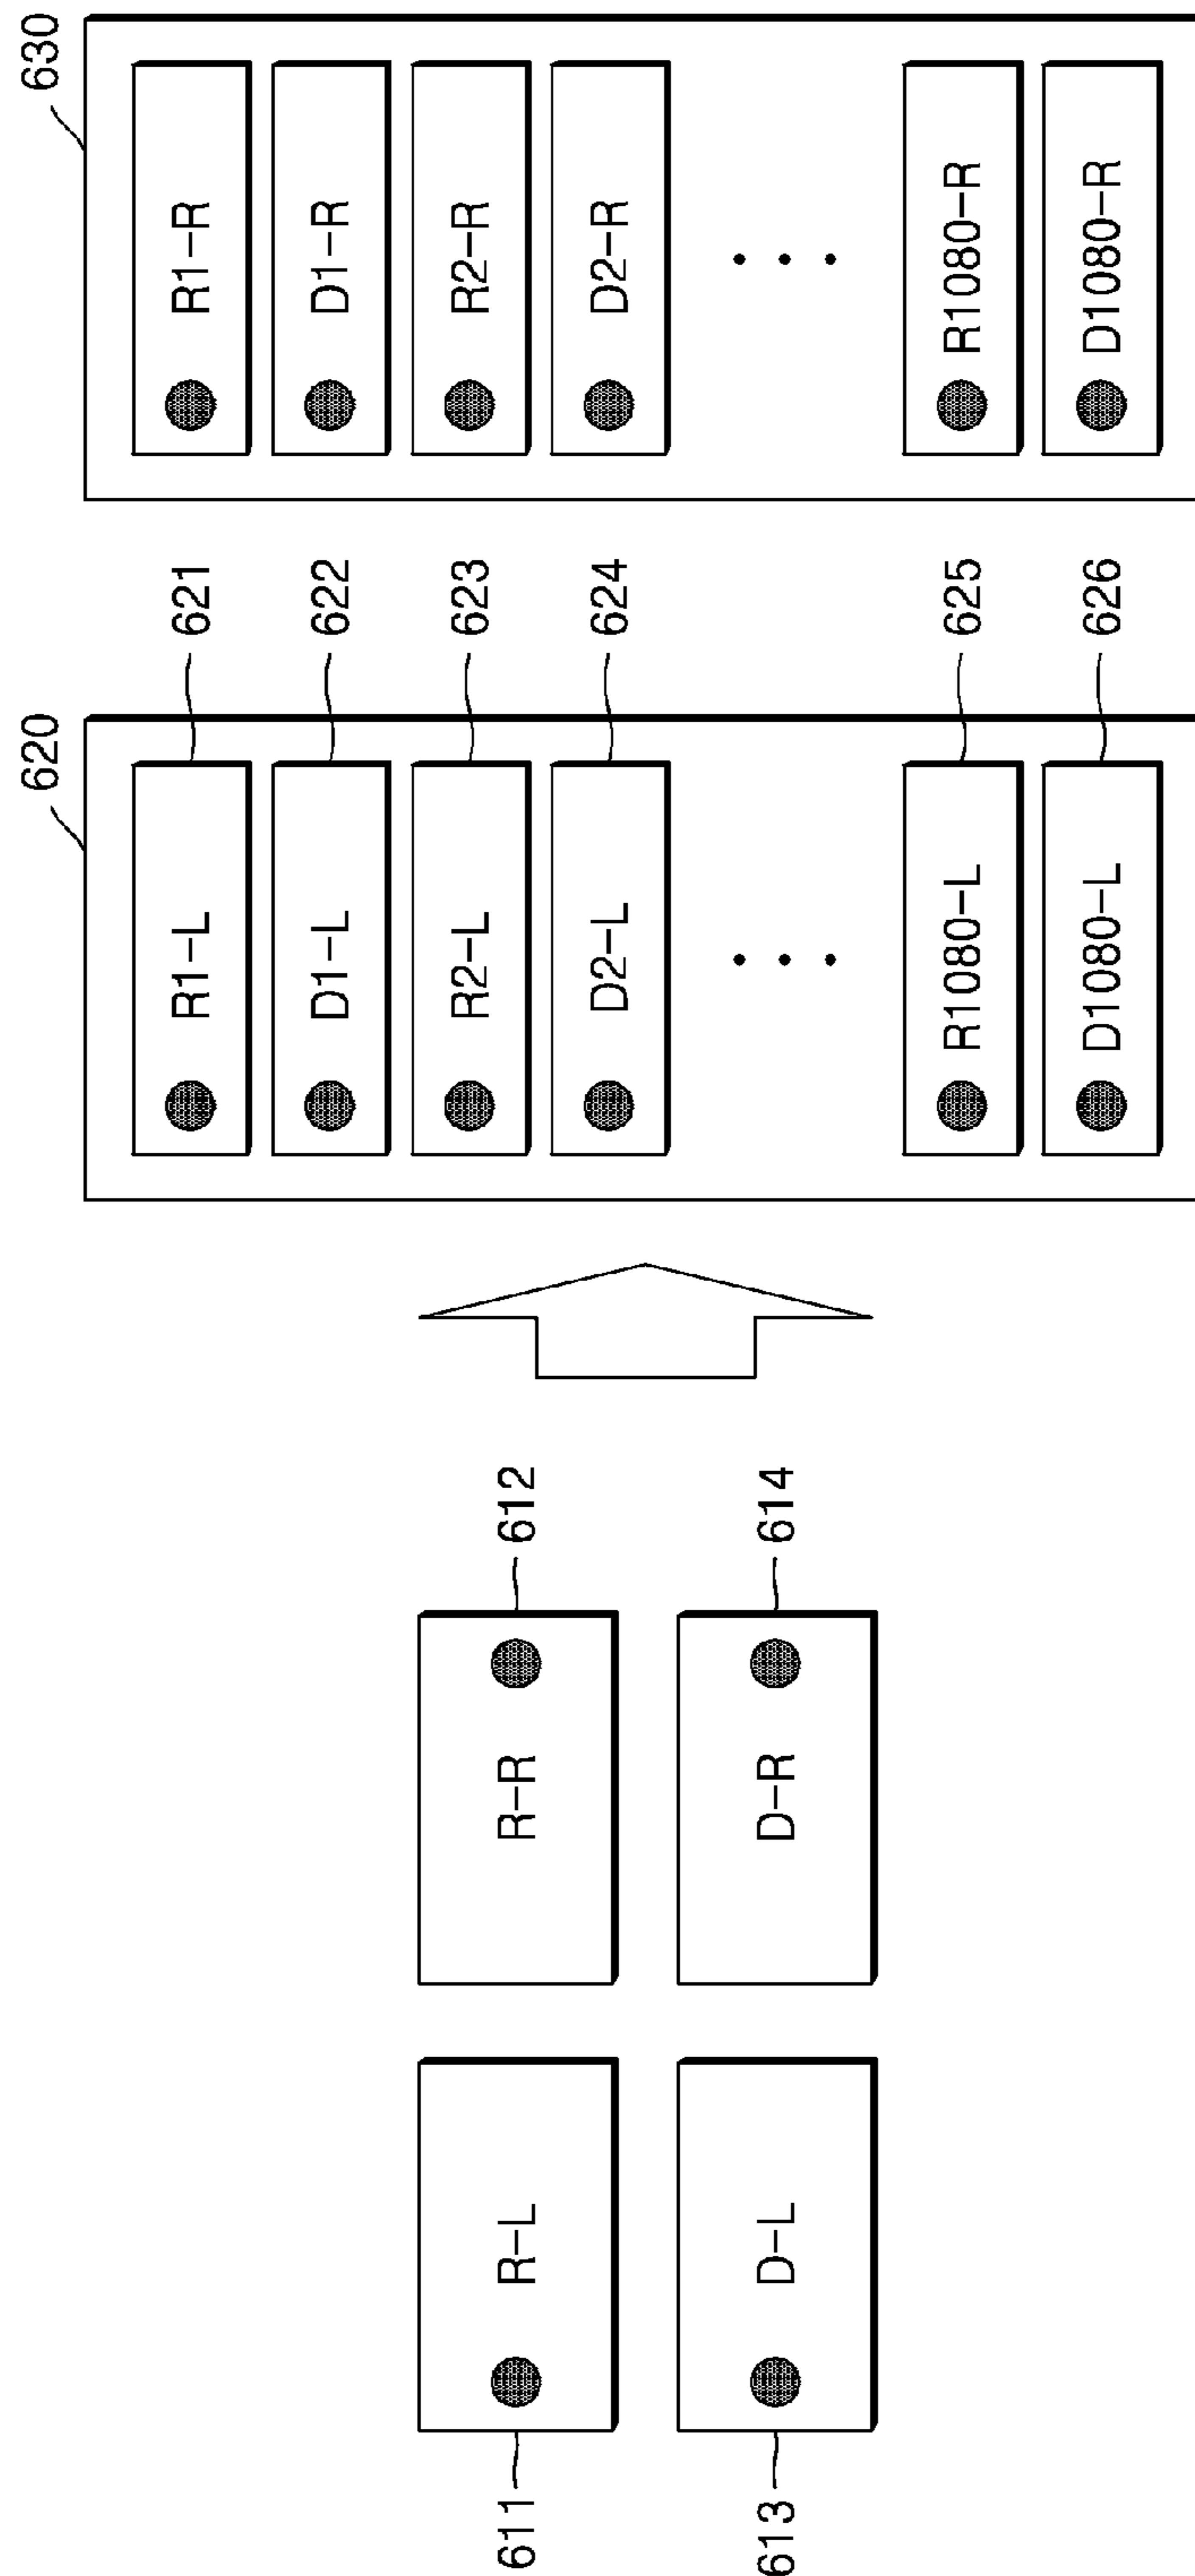 611
R-L
R-R
612
613
D-L
D-R
614
620
R1-L
621
D1-L
622
R2-L
623
D2-L
624
R1080-L
625
D1080-L
626
630
R1-R
D1-R
R2-R
D2-R
R1080-R
D1080-R